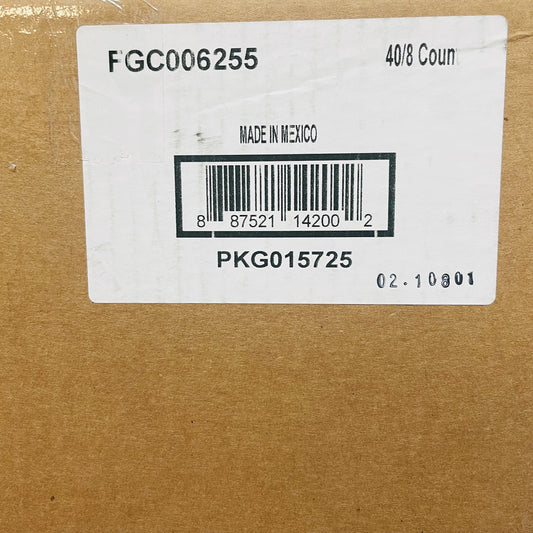 FGC006255 40/8 Count
MADE IN MEXICO
8 87521 14200 2
PKG015725
02.10801